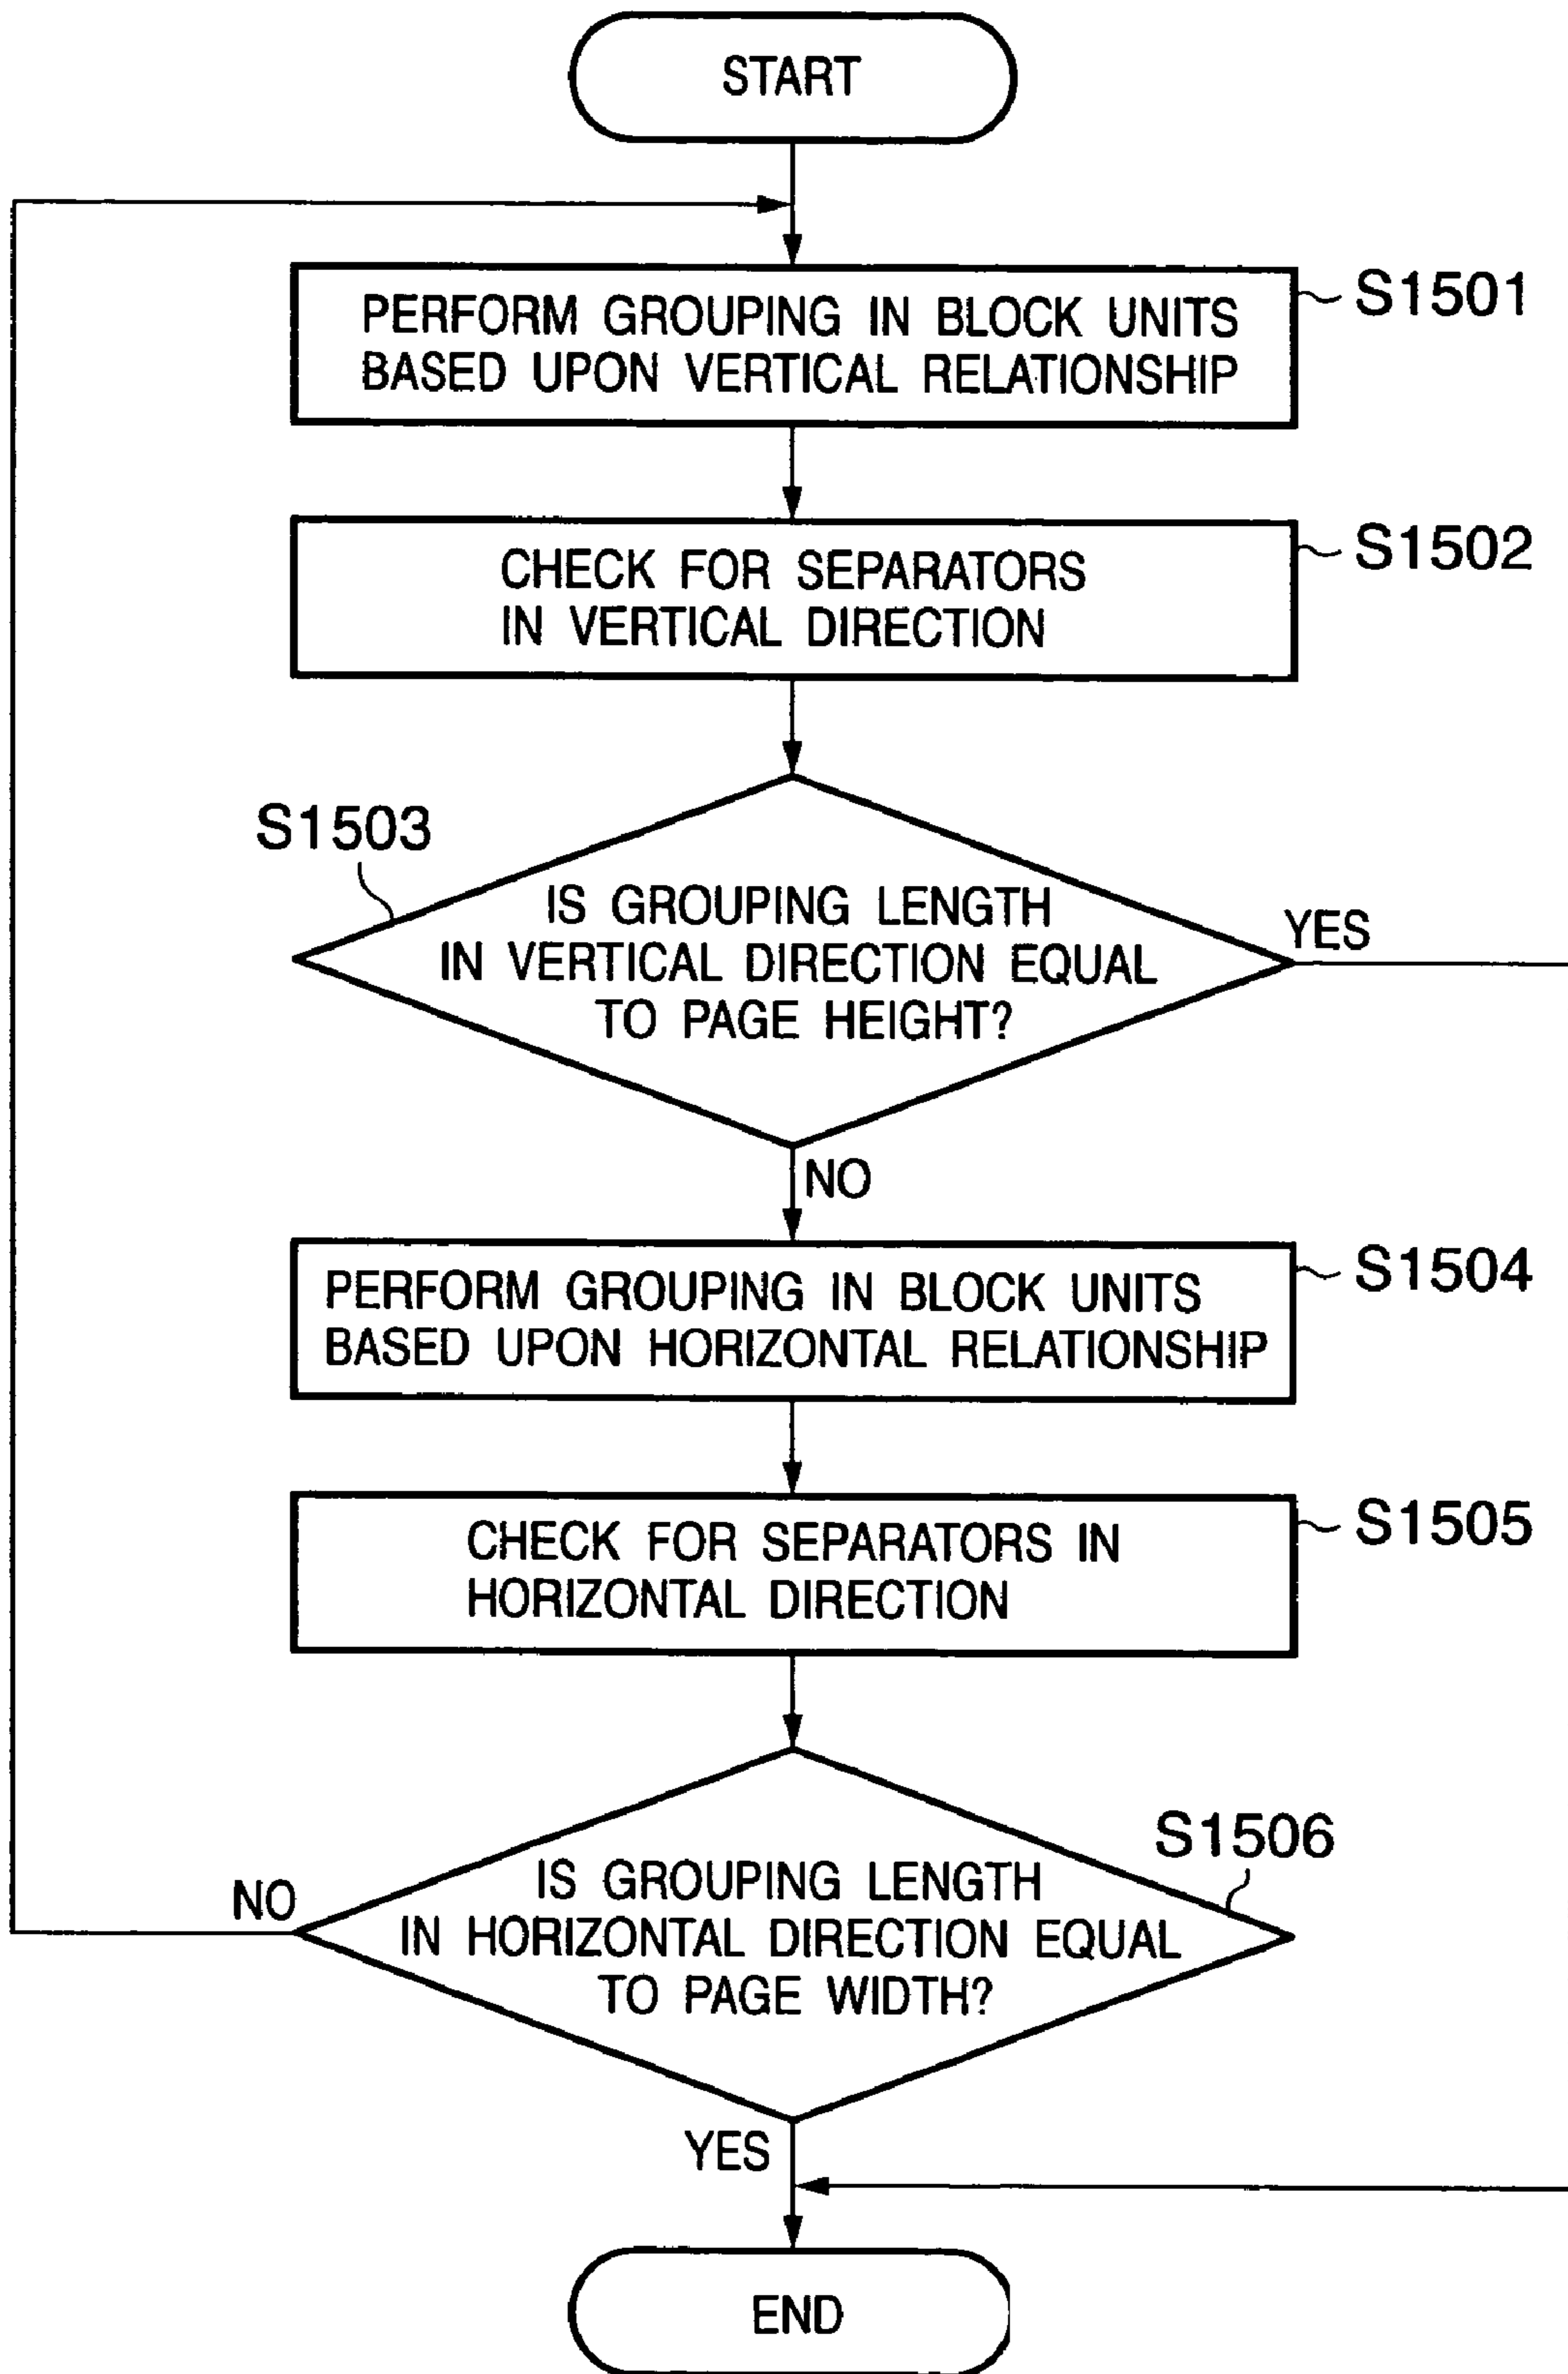 START
PERFORM GROUPING IN BLOCK UNITS
BASED UPON VERTICAL RELATIONSHIP
S1501
CHECK FOR SEPARATORS
IN VERTICAL DIRECTION
S1502
S1503
IS GROUPING LENGTH
IN VERTICAL DIRECTION EQUAL
TO PAGE HEIGHT?
YES
NO
PERFORM GROUPING IN BLOCK UNITS
BASED UPON HORIZONTAL RELATIONSHIP
S1504
CHECK FOR SEPARATORS IN
HORIZONTAL DIRECTION
S1505
S1506
IS GROUPING LENGTH
IN HORIZONTAL DIRECTION EQUAL
TO PAGE WIDTH?
NO
YES
END